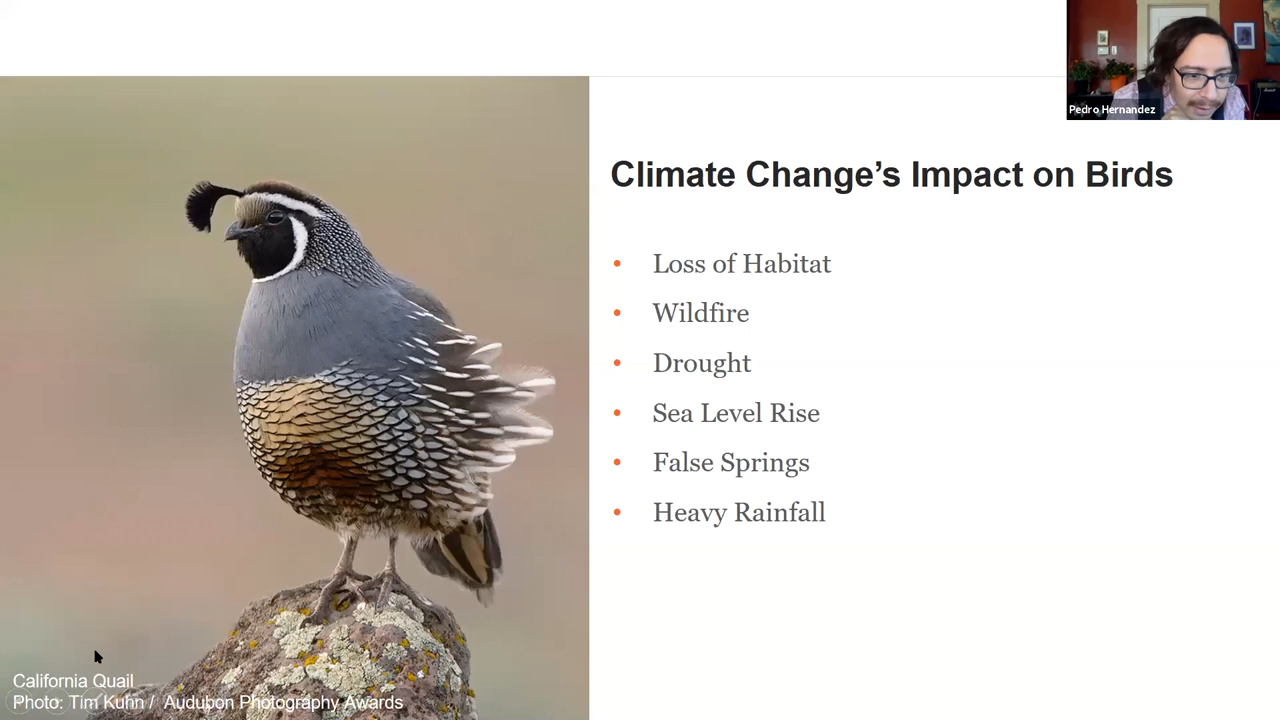 Pedro Hernandez
Climate Change's Impact on Birds
• Loss of Habitat
• Wildfire
• Drought
• Sea Level Rise
• False Springs
• Heavy Rainfall
California Quail
Photo: Tim Kuhn / Audubon Photography Awards